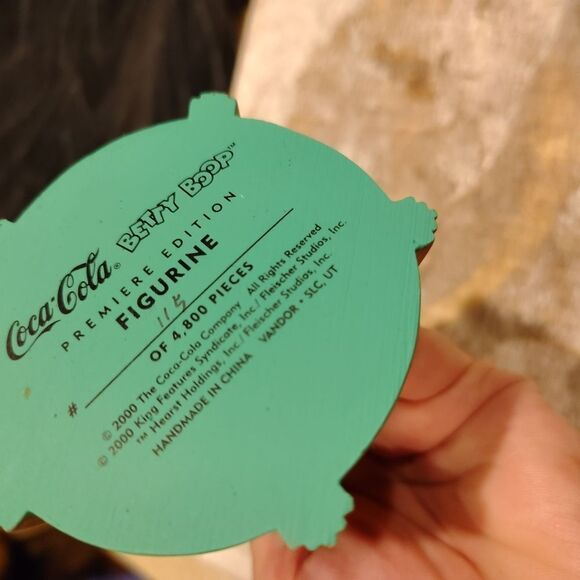 Coca-Cola® BETTY BOOP™
PREMIERE EDITION
FIGURINE
# 115
OF 4,800 PIECES
© 2000 The Coca-Cola Company All Rights Reserved
© 2000 King Features Syndicate, Inc./Fleischer Studios, Inc.
™ Hearst Holdings, Inc./Fleischer Studios, Inc.
HANDMADE IN CHINA VANDOR • SLC, UT